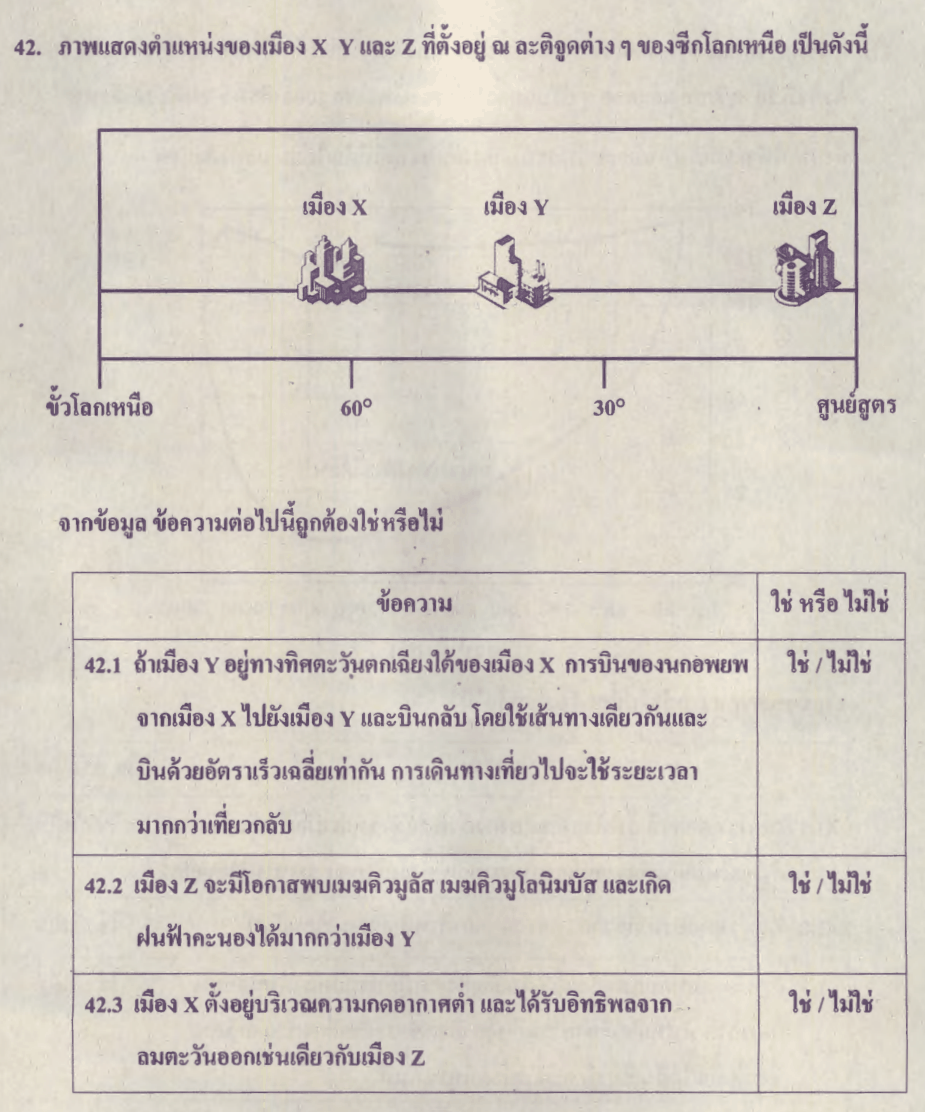 42. ภาพแสดงตำแหน่งของเมือง X Y และ Z ที่ตั้งอยู่ ณ ละติจูดต่าง ๆ ของซีกโลกเหนือ เป็นดังนี้
เมือง X เมือง Y เมือง Z
ขั้วโลกเหนือ 60° 30° ศูนย์สูตร
จากข้อมูล ข้อความต่อไปนี้ถูกต้องใช่หรือไม่
ข้อความ ใช่ หรือ ไม่ใช่
42.1 ถ้าเมือง Y อยู่ทางทิศตะวันตกเฉียงใต้ของเมือง X การบินของนกอพยพ ใช่ / ไม่ใช่
จากเมือง X ไปยังเมือง Y และบินกลับ โดยใช้เส้นทางเดียวกันและ
บินด้วยอัตราเร็วเฉลี่ยเท่ากัน การเดินทางเที่ยวไปจะใช้ระยะเวลา
มากกว่าเที่ยวกลับ
42.2 เมือง Z จะมีโอกาสพบเมฆคิวมูลัส เมฆคิวมูโลนิมบัส และเกิด ใช่ / ไม่ใช่
ฝนฟ้าคะนองได้มากกว่าเมือง Y
42.3 เมือง X ตั้งอยู่บริเวณความกดอากาศต่ำ และได้รับอิทธิพลจาก ใช่ / ไม่ใช่
ลมตะวันออกเช่นเดียวกับเมือง Z